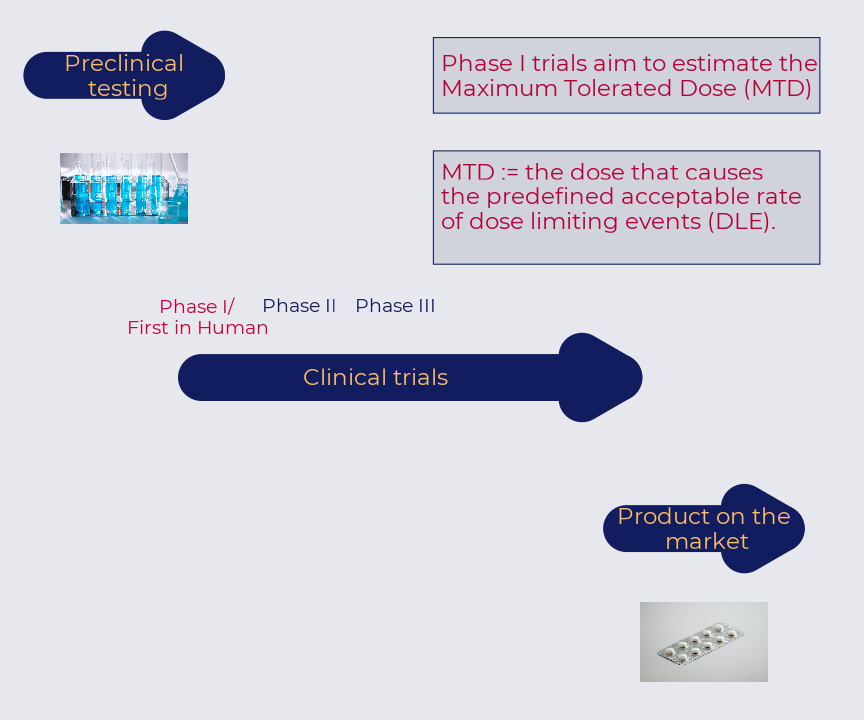 Preclinical
testing
Phase I trials aim to estimate the
Maximum Tolerated Dose (MTD)
MTD := the dose that causes
the predefined acceptable rate
of dose limiting events (DLE).
Phase I/
First in Human
Phase II
Phase III
Clinical trials
Product on the
market